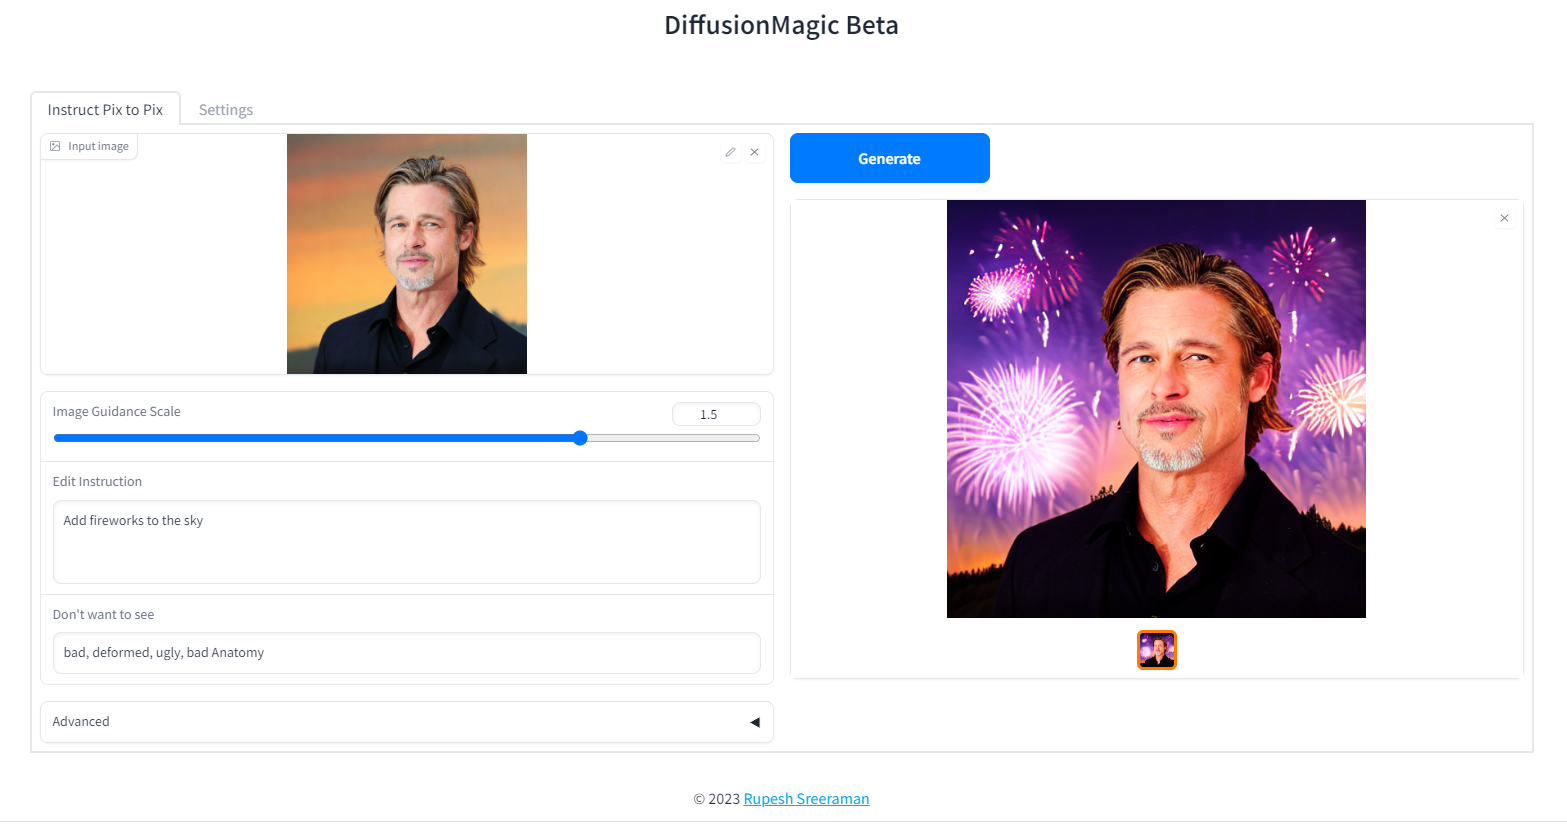 DiffusionMagic Beta
Instruct Pix to Pix
Settings
Input image
Image Guidance Scale
1.5
Edit Instruction
Add fireworks to the sky
Don't want to see
bad, deformed, ugly, bad Anatomy
Advanced
Generate
© 2023 Rupesh Sreeraman